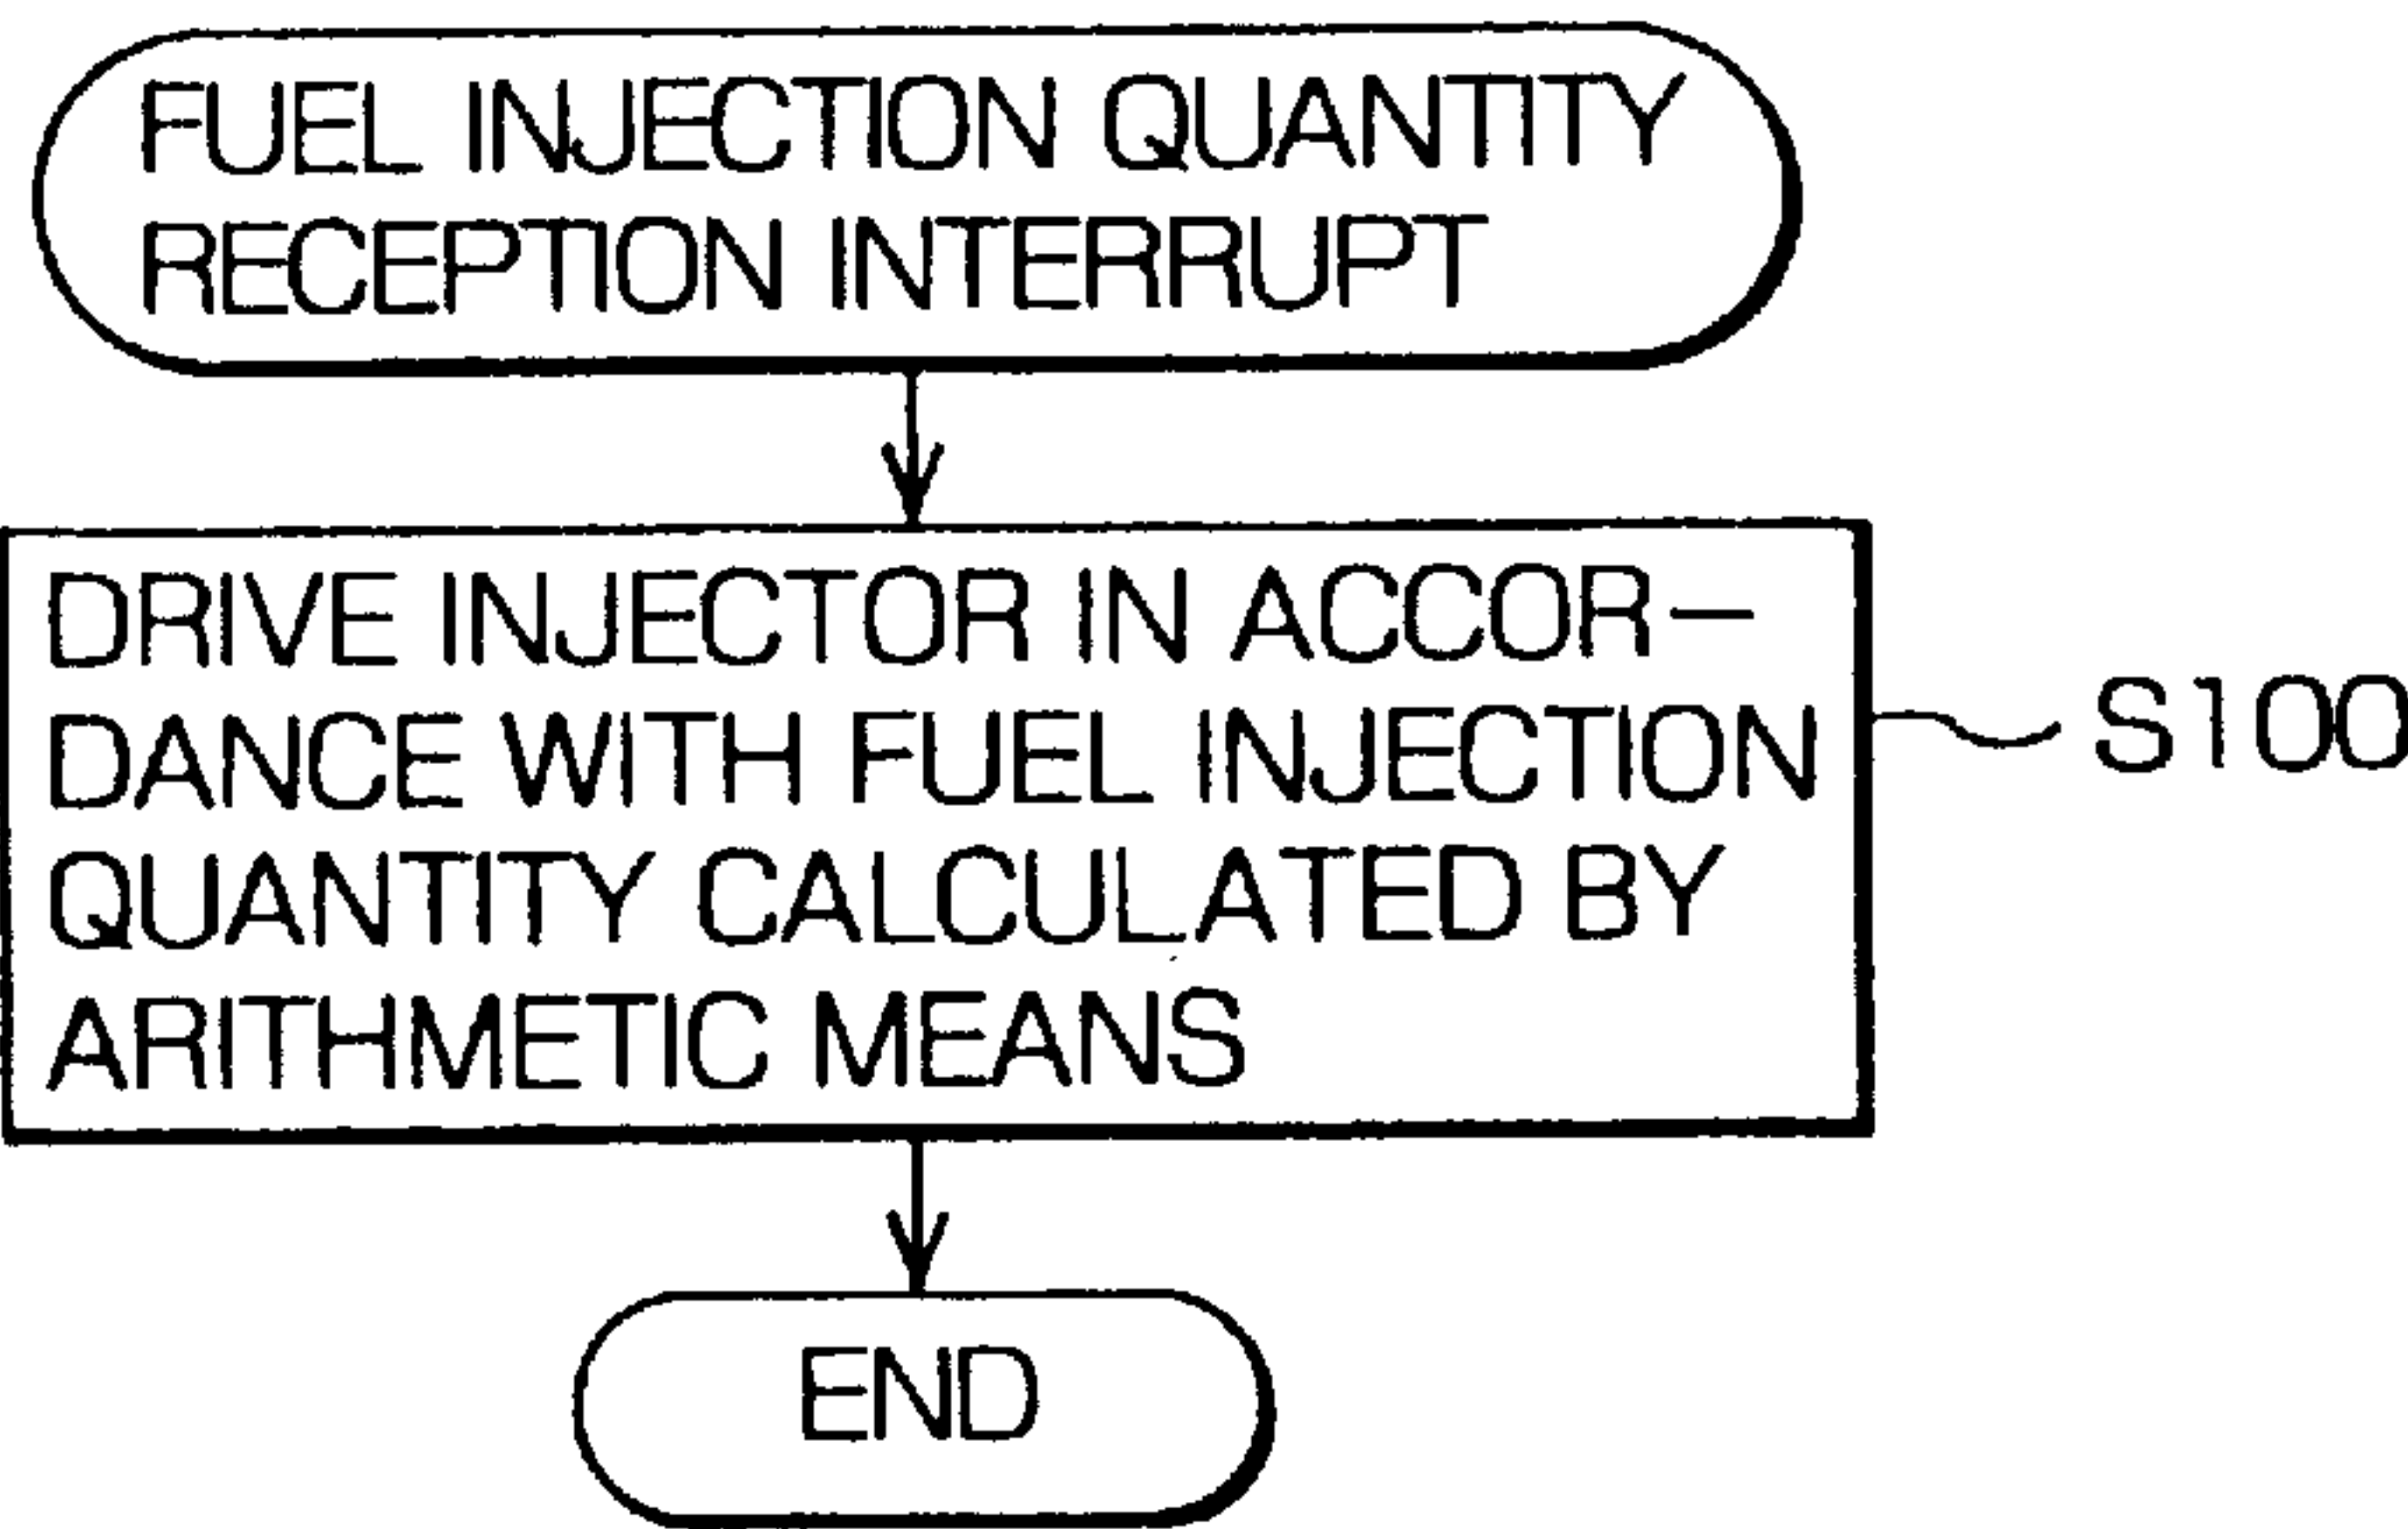 FUEL INJECTION QUANTITY
RECEPTION INTERRUPT
DRIVE INJECTOR IN ACCOR-
DANCE WITH FUEL INJECTION
QUANTITY CALCULATED BY
ARITHMETIC MEANS
S100
END